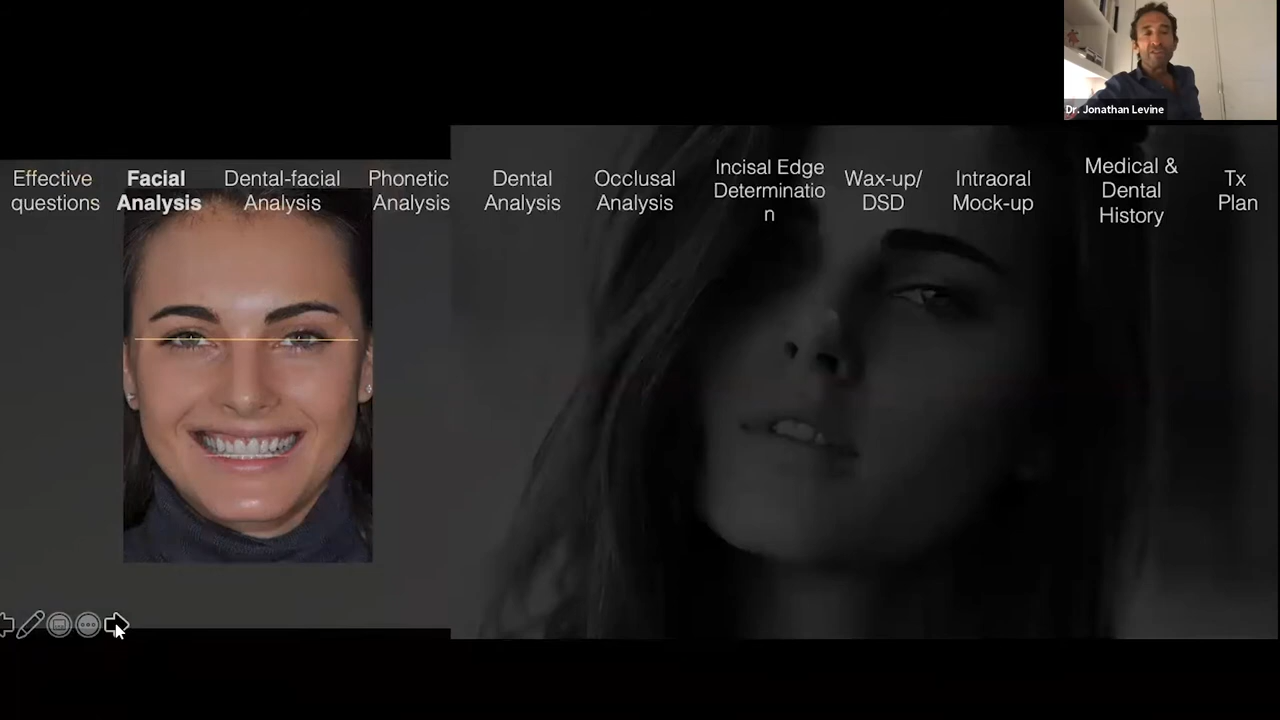 Dr. Jonathan Levine
Effective
questions
Facial
Analysis
Dental-facial
Analysis
Phonetic
Analysis
Dental
Analysis
Occlusal
Analysis
Incisal Edge
Determinatio
n
Wax-up/
DSD
Intraoral
Mock-up
Medical &
Dental
History
Tx
Plan